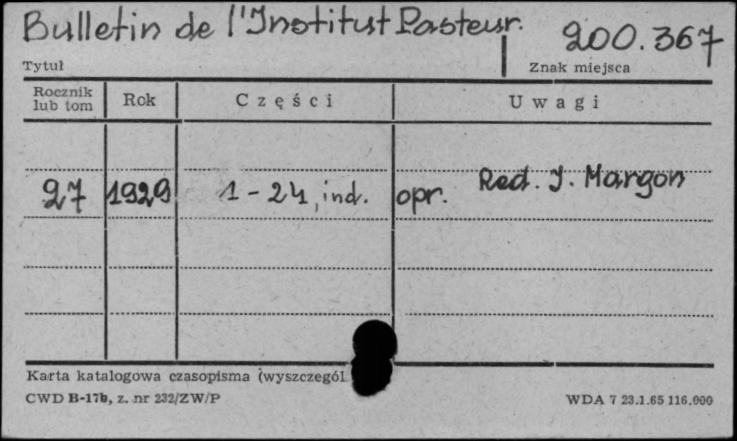 Bulletin de l'Institut Pasteur.
200.367
Tytuł
Znak miejsca
Rocznik lub tom Rok Części Uwagi
27 1929 1-24, ind. opr. Red. J. Margon
Karta katalogowa czasopisma (wyszczegól
CWD B-17b, z. nr 232/ZW/P WDA 7 23.1.65 116.000